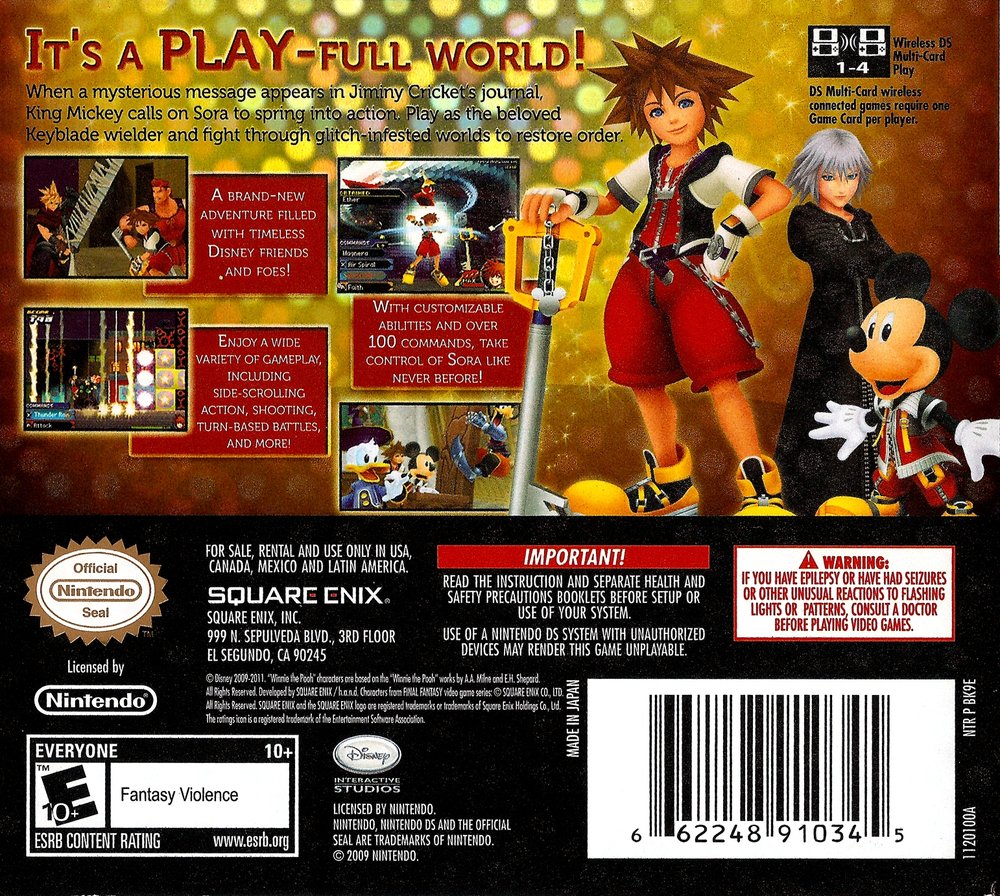 IT'S A PLAY-FULL WORLD!
When a mysterious message appears in Jiminy Cricket's journal,
King Mickey calls on Sora to spring into action. Play as the beloved
Keyblade wielder and fight through glitch-infested worlds to restore order.
1-4
Wireless DS
Multi-Card
Play
DS Multi-Card wireless
connected games require one
Game Card per player.
A BRAND-NEW
ADVENTURE FILLED
WITH TIMELESS
DISNEY FRIENDS
AND FOES!
OBTAINED
Ether
COMMANDS
Magnera
Air Spiral
Faith
MAX
WITH CUSTOMIZABLE
ABILITIES AND OVER
100 COMMANDS, TAKE
CONTROL OF SORA LIKE
NEVER BEFORE!
SCORE
COMMANDS
Attack
ENJOY A WIDE
VARIETY OF GAMEPLAY,
INCLUDING
SIDE-SCROLLING
ACTION, SHOOTING,
TURN-BASED BATTLES,
AND MORE!
Official
Nintendo
Seal
TM
Licensed by
Nintendo®
FOR SALE, RENTAL AND USE ONLY IN USA,
CANADA, MEXICO AND LATIN AMERICA.
SQUARE ENIX®
SQUARE ENIX, INC.
999 N. SEPULVEDA BLVD., 3RD FLOOR
EL SEGUNDO, CA 90245
IMPORTANT!
READ THE INSTRUCTION AND SEPARATE HEALTH AND
SAFETY PRECAUTIONS BOOKLETS BEFORE SETUP OR
USE OF YOUR SYSTEM.
USE OF A NINTENDO DS SYSTEM WITH UNAUTHORIZED
DEVICES MAY RENDER THIS GAME UNPLAYABLE.
WARNING:
IF YOU HAVE EPILEPSY OR HAVE HAD SEIZURES
OR OTHER UNUSUAL REACTIONS TO FLASHING
LIGHTS OR PATTERNS, CONSULT A DOCTOR
BEFORE PLAYING VIDEO GAMES.
© Disney 2009-2011. "Winnie the Pooh" characters are based on the "Winnie the Pooh" works by A.A. Milne and E.H. Shepard.
All Rights Reserved. Developed by SQUARE ENIX / h.a.n.d. Characters from FINAL FANTASY video game series: © SQUARE ENIX CO., LTD.
All Rights Reserved. SQUARE ENIX and the SQUARE ENIX logo are registered trademarks or trademarks of Square Enix Holdings Co., Ltd.
The ratings icon is a registered trademark of the Entertainment Software Association.
EVERYONE 10+
TM
E
10+
Fantasy Violence
ESRB CONTENT RATING www.esrb.org
Disney
INTERACTIVE
STUDIOS
LICENSED BY NINTENDO.
NINTENDO, NINTENDO DS AND THE OFFICIAL
SEAL ARE TRADEMARKS OF NINTENDO.
© 2009 NINTENDO.
MADE IN JAPAN
6 62248 91034 5
NTR P BK9E
1120100A